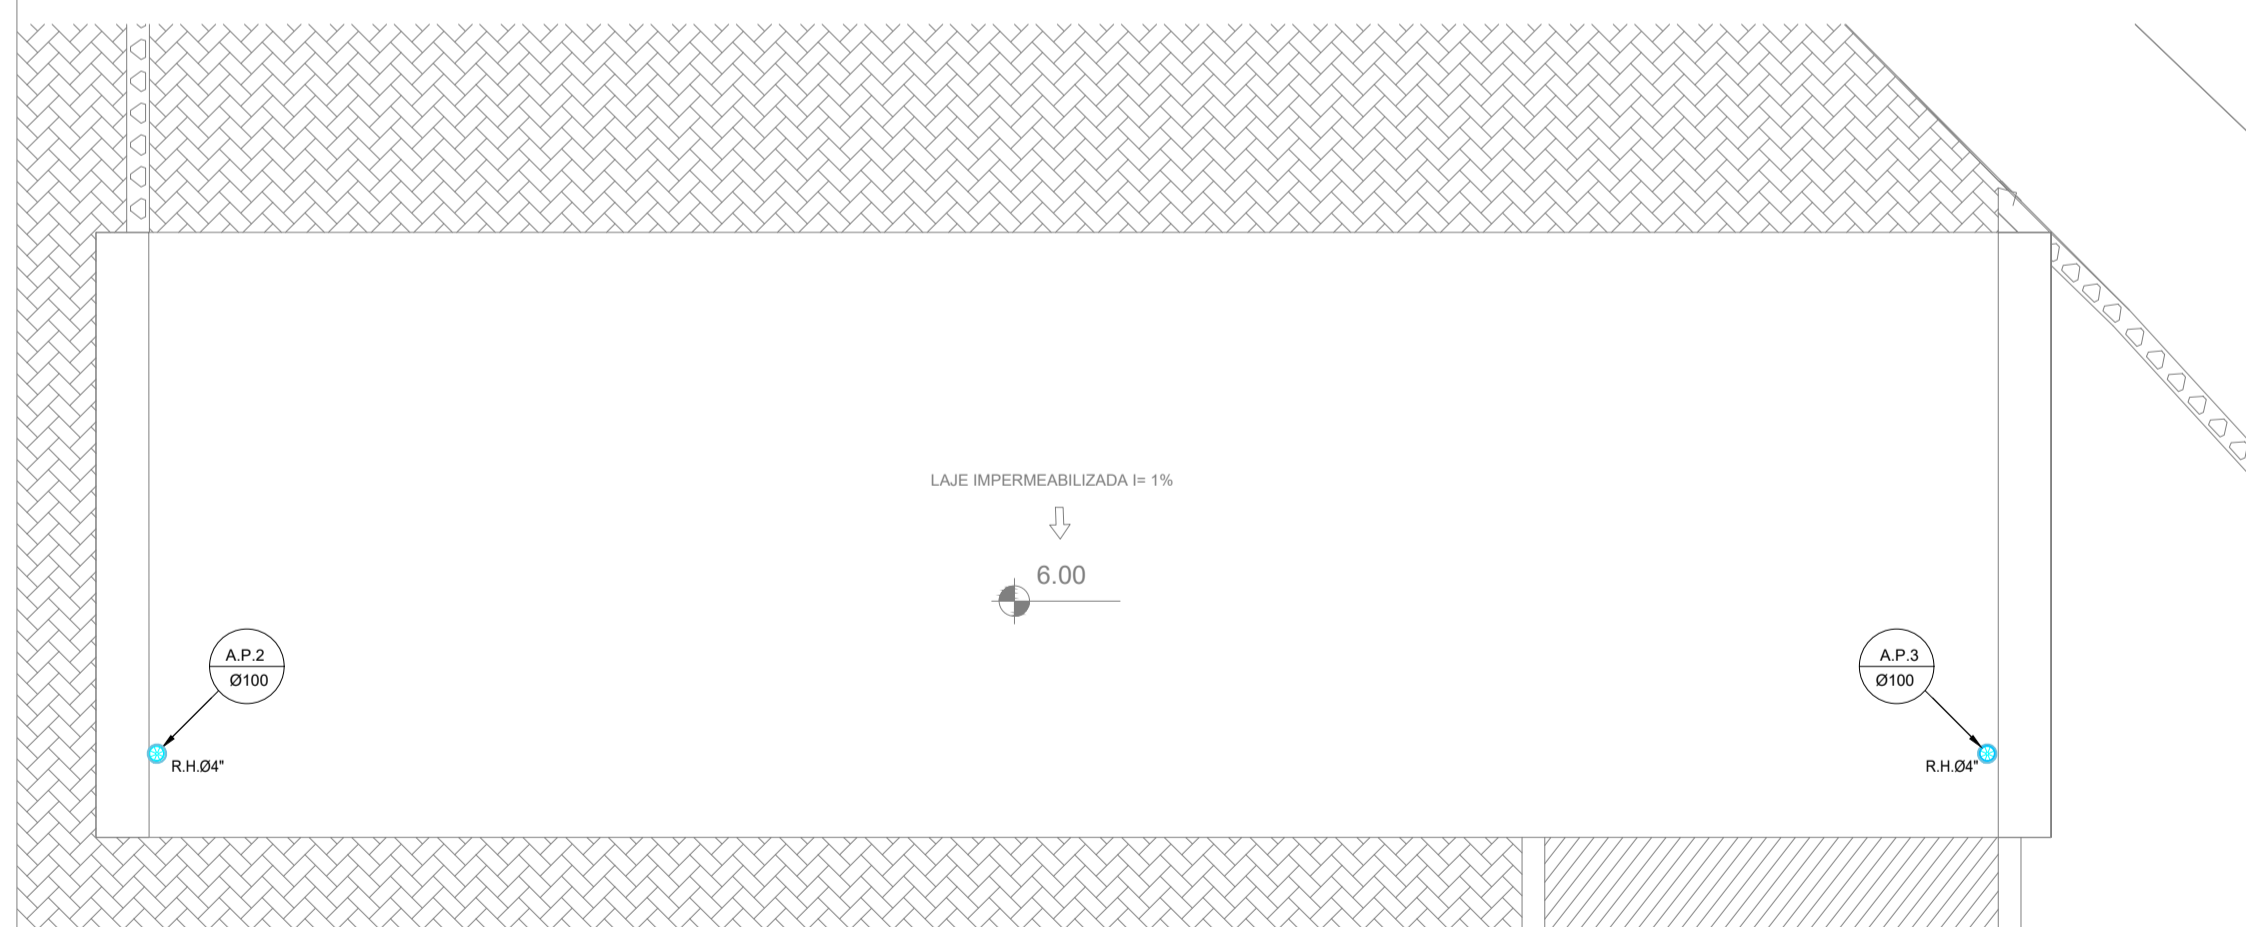 LAJE IMPERMEABILIZADA I= 1%
6.00
A.P.2
Ø100
R.H.Ø4"
A.P.3
Ø100
R.H.Ø4"